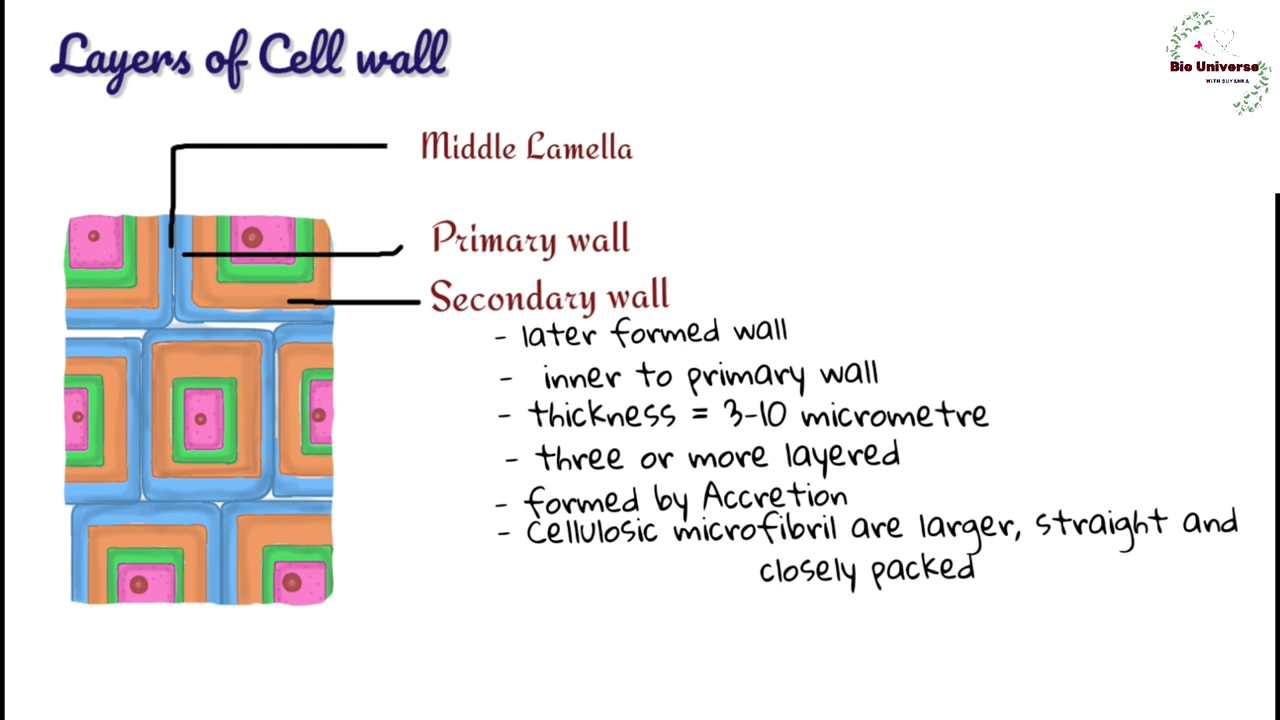 Layers of Cell wall
Bio Universe
WITH SUYANKA
Middle Lamella
Primary wall
Secondary wall
- later formed wall
- inner to primary wall
- thickness = 3-10 micrometre
- three or more layered
- formed by Accretion
- Cellulosic microfibril are larger, straight and
closely packed